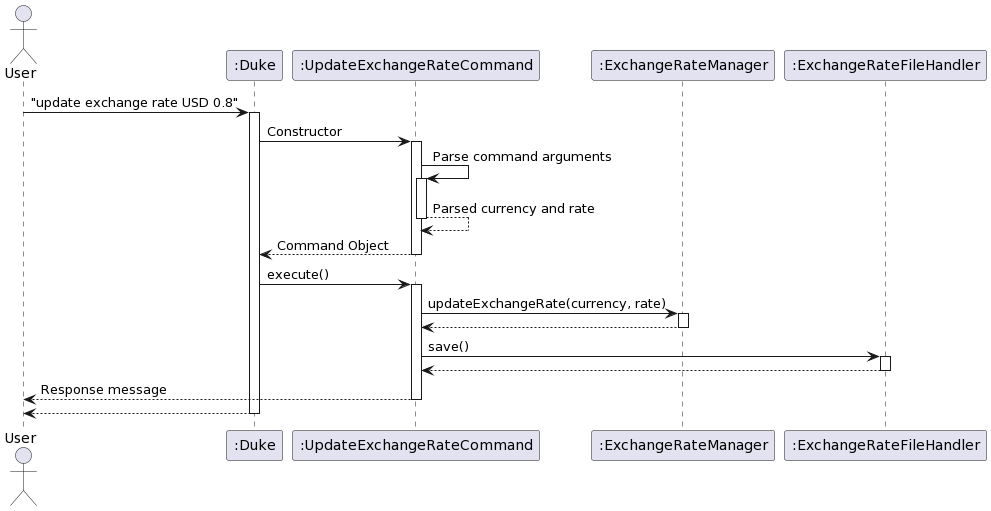 User
:Duke
:UpdateExchangeRateCommand
:ExchangeRateManager
:ExchangeRateFileHandler
"update exchange rate USD 0.8"
Constructor
Parse command arguments
Parsed currency and rate
Command Object
execute()
updateExchangeRate(currency, rate)
save()
Response message
User
:Duke
:UpdateExchangeRateCommand
:ExchangeRateManager
:ExchangeRateFileHandler